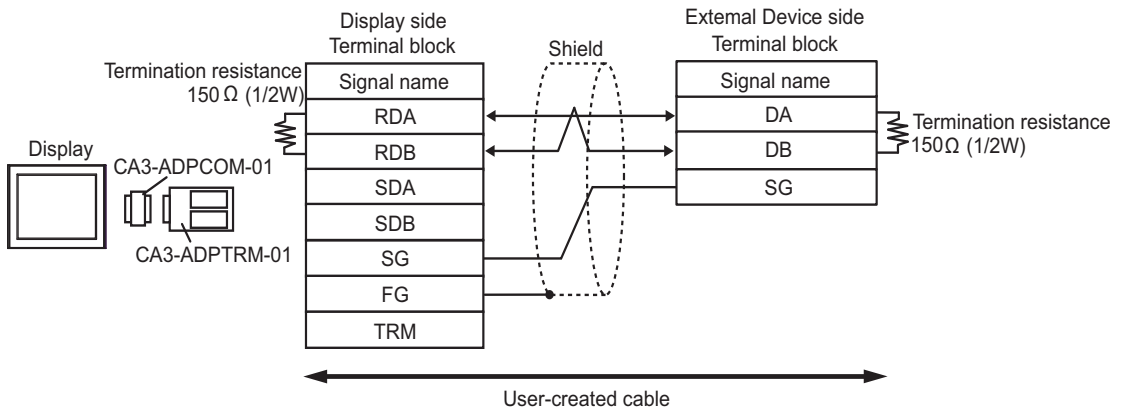 Display side
Terminal block
External Device side
Terminal block
Shield
Termination resistance
150 Ω (1/2W)
Signal name
RDA
RDB
SDA
SDB
SG
FG
TRM
Signal name
DA
DB
SG
Termination resistance
150Ω (1/2W)
Display
CA3-ADPCOM-01
CA3-ADPTRM-01
User-created cable